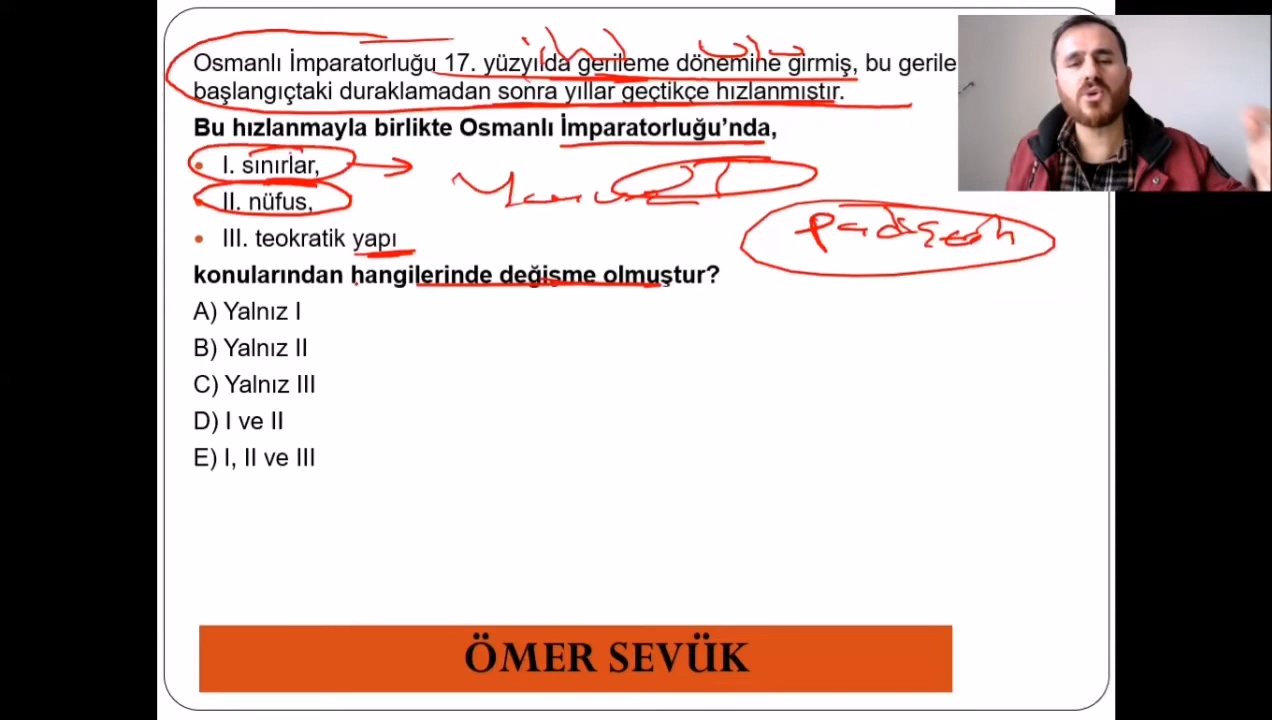 Osmanlı İmparatorluğu 17. yüzyılda gerileme dönemine girmiş, bu gerile
başlangıçtaki duraklamadan sonra yıllar geçtikçe hızlanmıştır.
Bu hızlanmayla birlikte Osmanlı İmparatorluğu'nda,
• I. sınırlar,
• II. nüfus,
padişah
• III. teokratik yapı
konularından hangilerinde değişme olmuştur?
A) Yalnız I
B) Yalnız II
C) Yalnız III
D) I ve II
E) I, II ve III
ÖMER SEVÜK